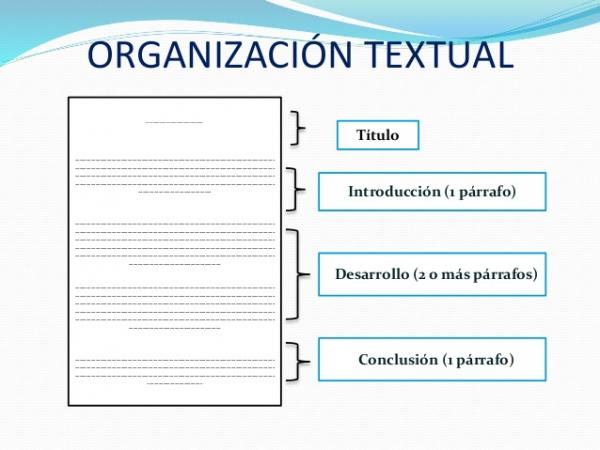 ORGANIZACIÓN TEXTUAL
Título
Introducción (1 párrafo)
Desarrollo (2 o más párrafos)
Conclusión (1 párrafo)